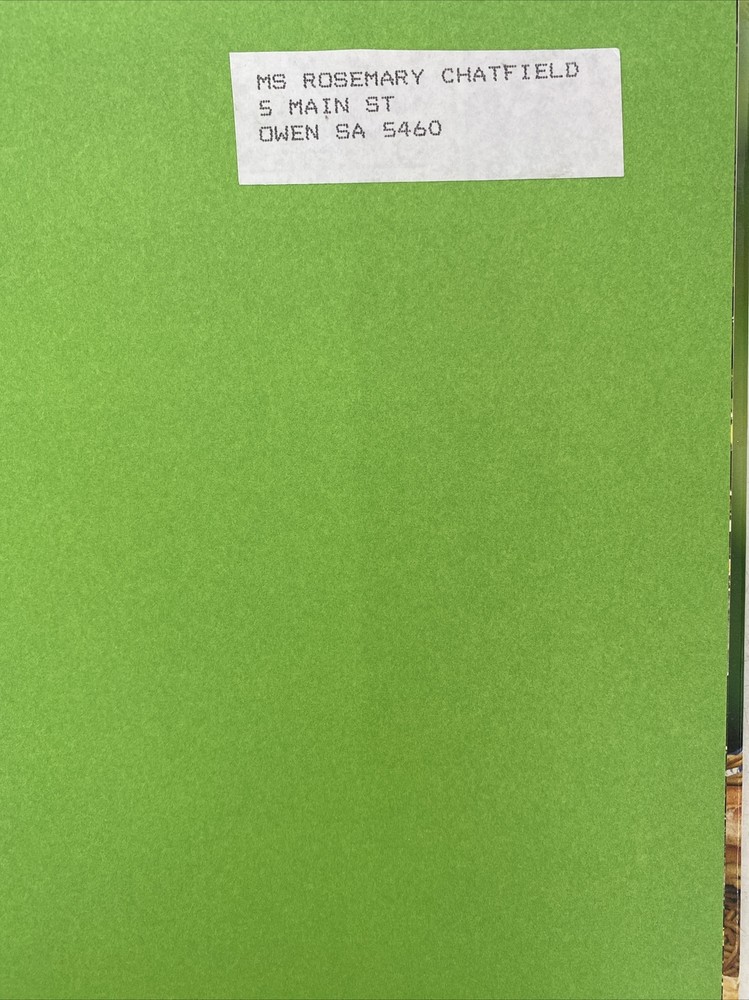 MS ROSEMARY CHATFIELD
5 MAIN ST
OWEN SA 5460